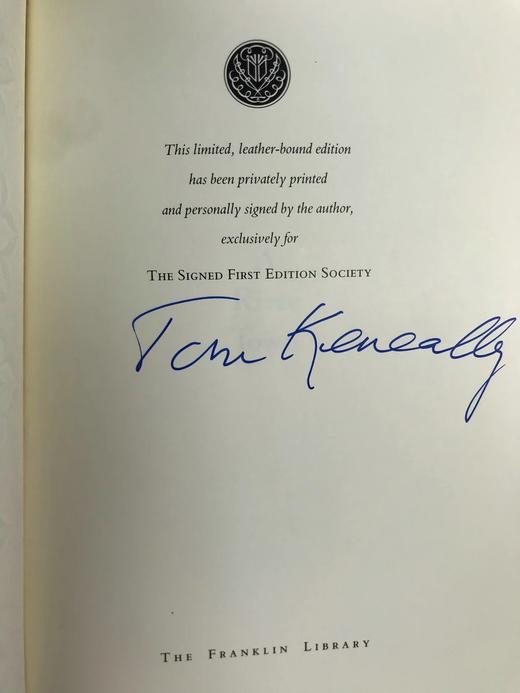 This limited, leather-bound edition
has been privately printed
and personally signed by the author,
exclusively for
The Signed First Edition Society
Tom Keneally
The Franklin Library